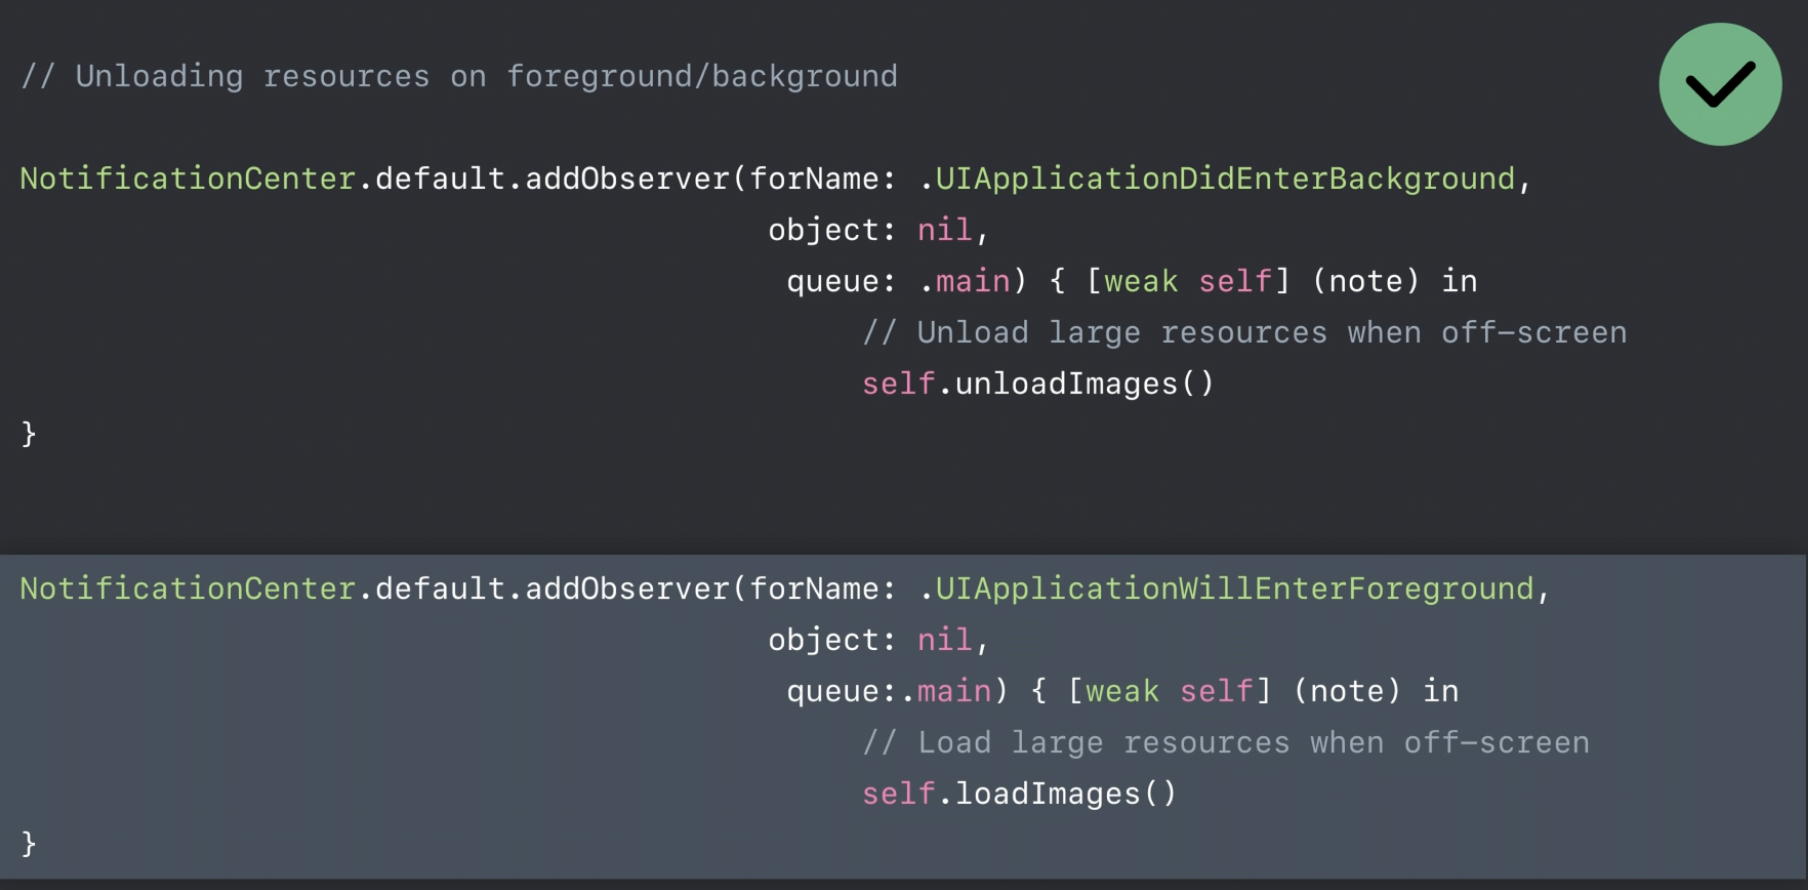 // Unloading resources on foreground/background
NotificationCenter.default.addObserver(forName: .UIApplicationDidEnterBackground,
object: nil,
queue: .main) { [weak self] (note) in
// Unload large resources when off-screen
self.unloadImages()
}
NotificationCenter.default.addObserver(forName: .UIApplicationWillEnterForeground,
object: nil,
queue:.main) { [weak self] (note) in
// Load large resources when off-screen
self.loadImages()
}